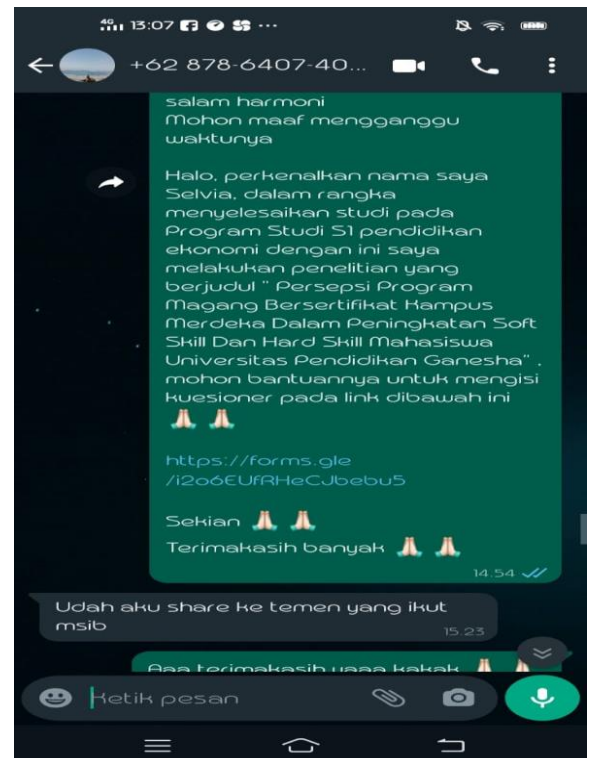 4G 13:07
+62 878-6407-40...
salam harmoni
Mohon maaf mengganggu
waktunya
Halo, perkenalkan nama saya
Selvia, dalam rangka
menyelesaikan studi pada
Program Studi S1 pendidikan
ekonomi dengan ini saya
melakukan penelitian yang
berjudul " Persepsi Program
Magang Bersertifikat Kampus
Merdeka Dalam Peningkatan Soft
Skill Dan Hard Skill Mahasiswa
Universitas Pendidikan Ganesha" ,
mohon bantuannya untuk mengisi
kuesioner pada link dibawah ini
🙏🏻 🙏🏻
https://forms.gle
/i2o6EUfRHeCJbebu5
Sekian 🙏🏻 🙏🏻
Terimakasih banyak 🙏🏻 🙏🏻
14.54
Udah aku share ke temen yang ikut
msib
15.23
Aaa terimakasih yaaa kakak 🙏🏻 🙏🏻
Ketik pesan